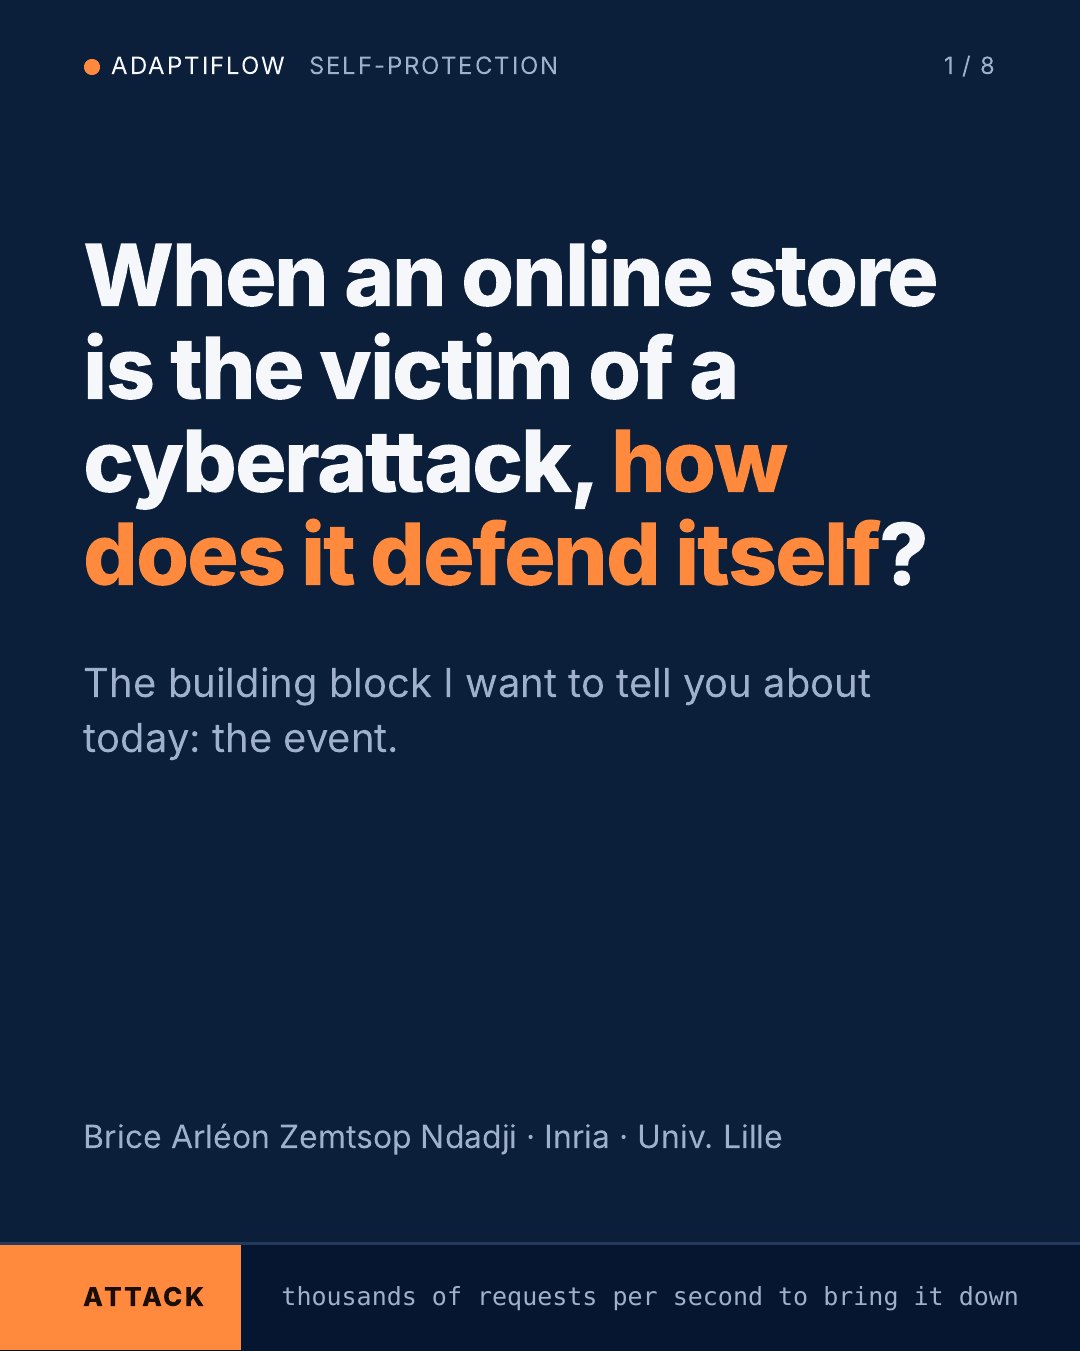 ADAPTIFLOW SELF-PROTECTION 1 / 8
When an online store
is the victim of a
cyberattack, how
does it defend itself?
The building block I want to tell you about
today: the event.
Brice Arléon Zemtsop Ndadji · Inria · Univ. Lille
ATTACK thousands of requests per second to bring it down